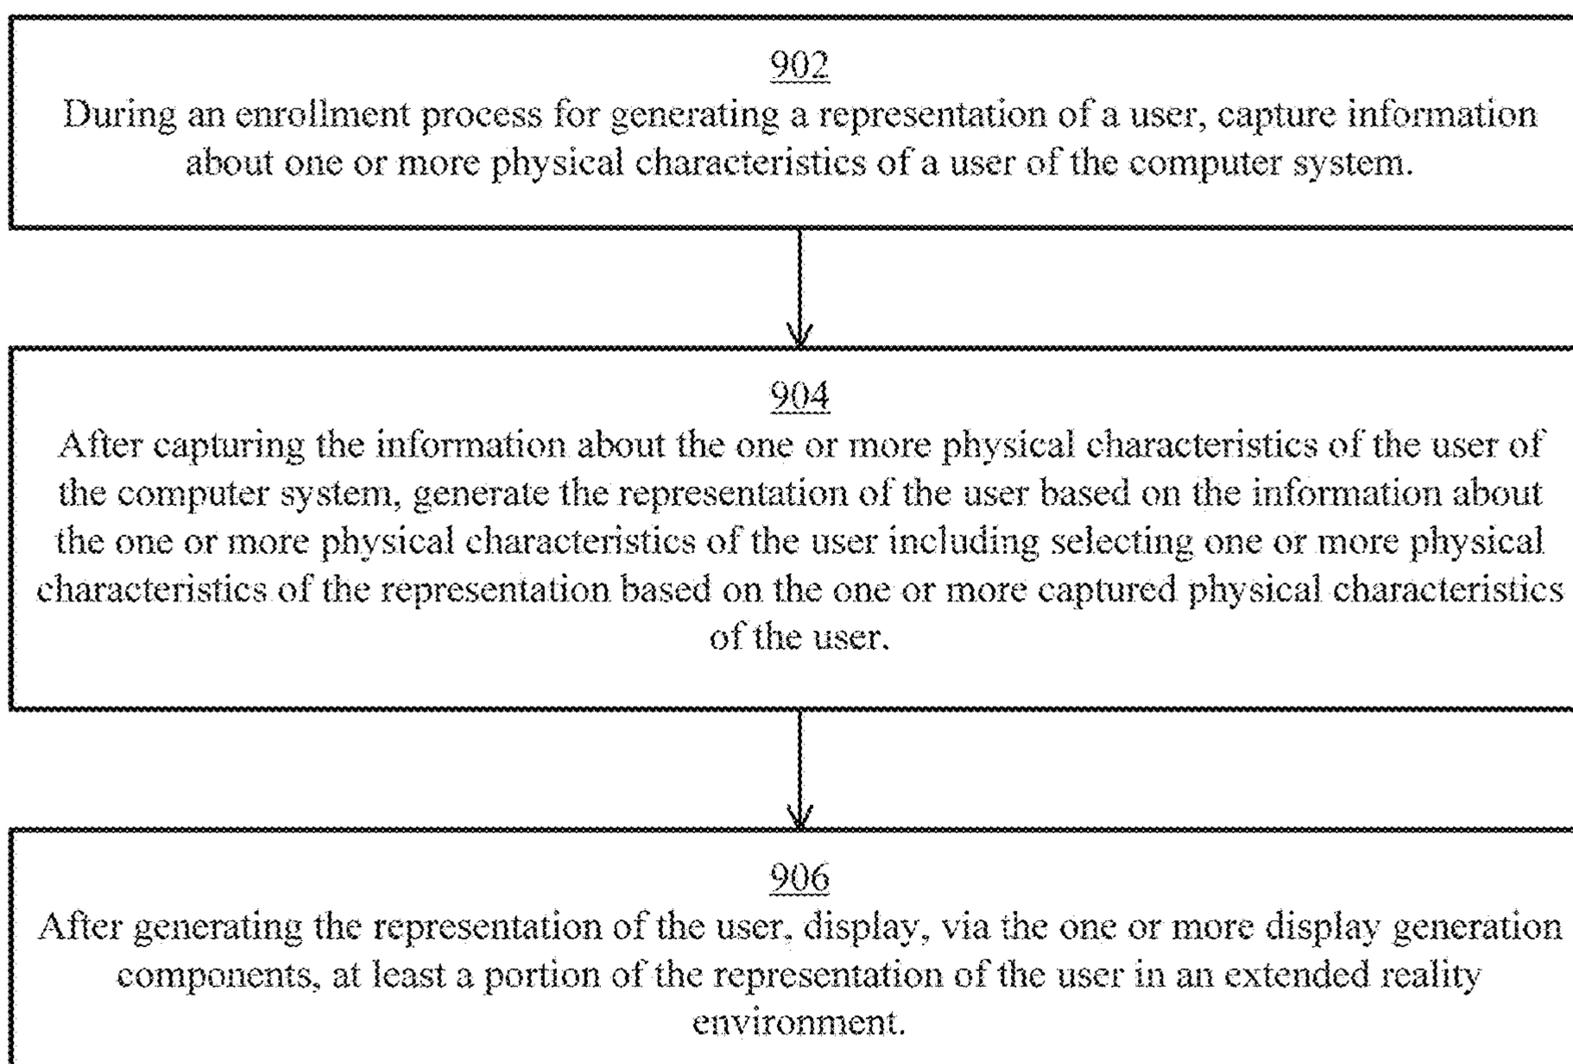 902
During an enrollment process for generating a representation of a user, capture information
about one or more physical characteristics of a user of the computer system.
904
After capturing the information about the one or more physical characteristics of the user of
the computer system, generate the representation of the user based on the information about
the one or more physical characteristics of the user including selecting one or more physical
characteristics of the representation based on the one or more captured physical characteristics
of the user.
906
After generating the representation of the user, display, via the one or more display generation
components, at least a portion of the representation of the user in an extended reality
environment.